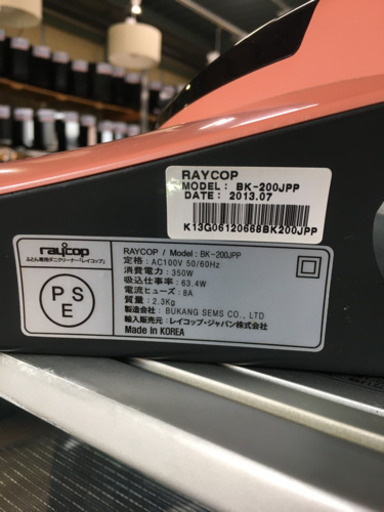 RAYCOP
MODEL: BK-200JPP
DATE: 2013.07
K13G06120668BK200JPP
raycop
ふとん専用ダニクリーナー「レイコップ」
PSE
RAYCOP / Model: BK-200JPP
定格: AC100V 50/60Hz
消費電力: 350W
吸込仕事率: 63.4W
電流ヒューズ: 8A
質量: 2.3Kg
製造会社: BUKANG SEMS CO., LTD
輸入販売元: レイコップ・ジャパン株式会社
Made in KOREA